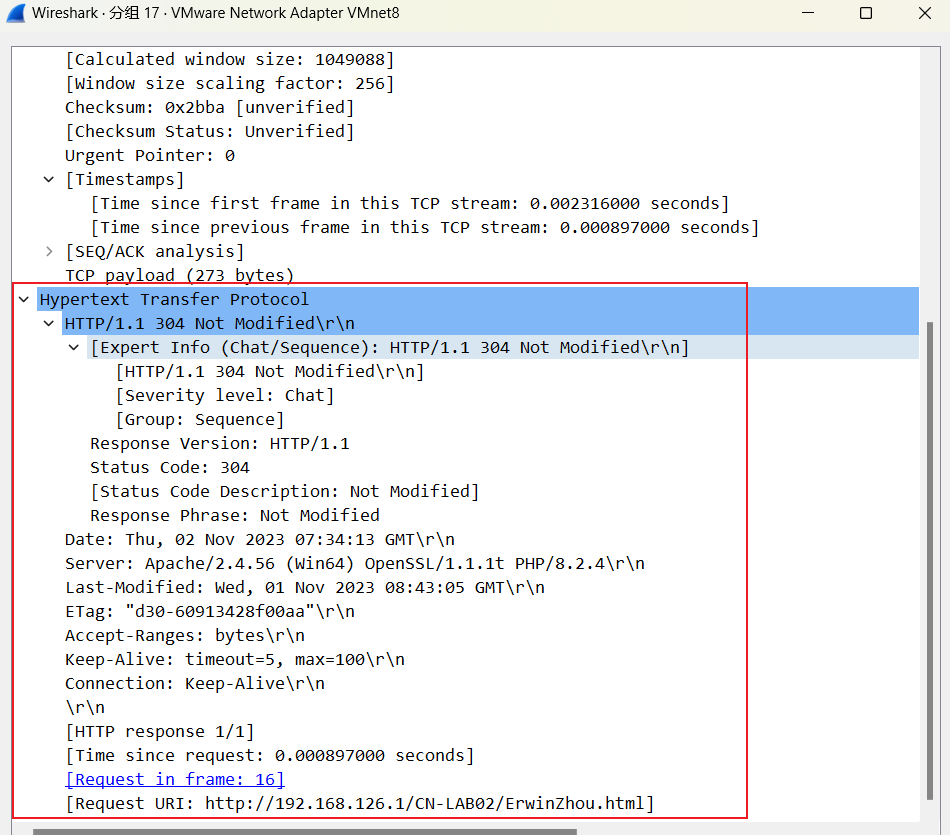 Wireshark · 分组 17 · VMware Network Adapter VMnet8
[Calculated window size: 1049088]
[Window size scaling factor: 256]
Checksum: 0x2bba [unverified]
[Checksum Status: Unverified]
Urgent Pointer: 0
[Timestamps]
[Time since first frame in this TCP stream: 0.002316000 seconds]
[Time since previous frame in this TCP stream: 0.000897000 seconds]
[SEQ/ACK analysis]
TCP payload (273 bytes)
Hypertext Transfer Protocol
HTTP/1.1 304 Not Modified\r\n
[Expert Info (Chat/Sequence): HTTP/1.1 304 Not Modified\r\n]
[HTTP/1.1 304 Not Modified\r\n]
[Severity level: Chat]
[Group: Sequence]
Response Version: HTTP/1.1
Status Code: 304
[Status Code Description: Not Modified]
Response Phrase: Not Modified
Date: Thu, 02 Nov 2023 07:34:13 GMT\r\n
Server: Apache/2.4.56 (Win64) OpenSSL/1.1.1t PHP/8.2.4\r\n
Last-Modified: Wed, 01 Nov 2023 08:43:05 GMT\r\n
ETag: "d30-60913428f00aa"\r\n
Accept-Ranges: bytes\r\n
Keep-Alive: timeout=5, max=100\r\n
Connection: Keep-Alive\r\n
\r\n
[HTTP response 1/1]
[Time since request: 0.000897000 seconds]
[Request in frame: 16]
[Request URI: http://192.168.126.1/CN-LAB02/ErwinZhou.html]